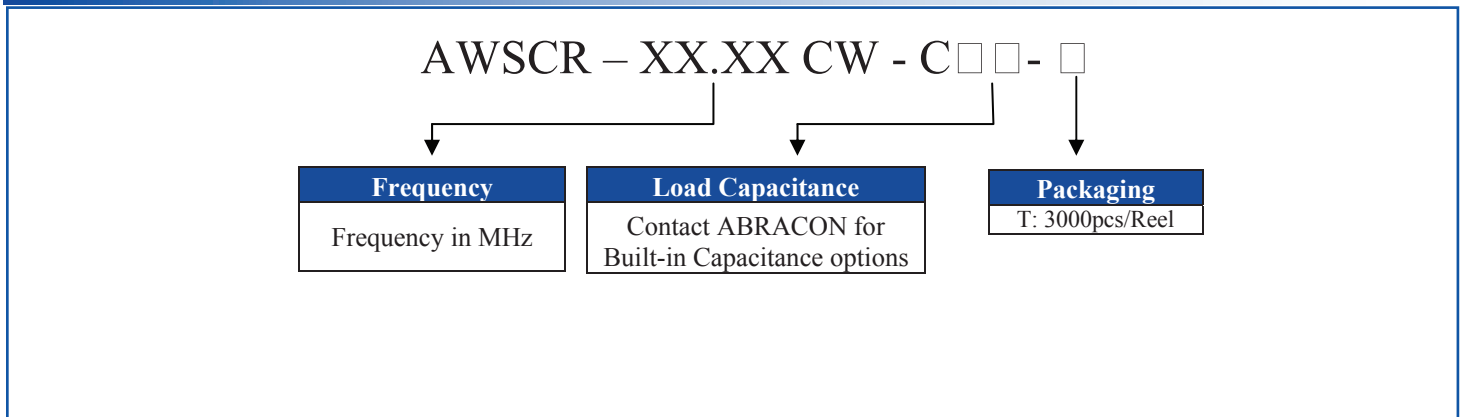 AWSCR – XX.XX CW - C□□- □
Frequency
Frequency in MHz
Load Capacitance
Contact ABRACON for
Built-in Capacitance options
Packaging
T: 3000pcs/Reel